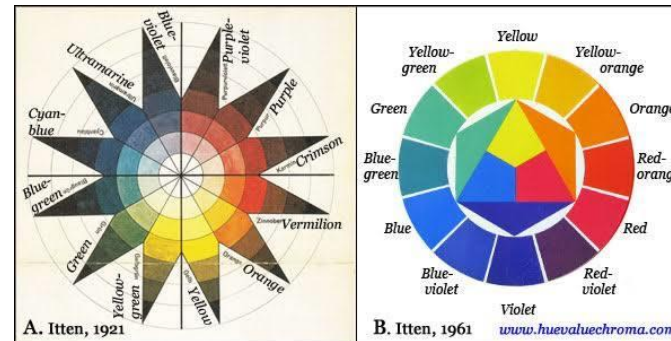 Blue-
violet
Purple-
violet
Ultramarine
Purple
Cyan-
blue
Crimson
Blue-
green
Vermilion
Green
Orange
Yellow-
green
Yellow
A. Itten, 1921
Yellow
Yellow-
green
Yellow-
orange
Green
Orange
Blue-
green
Red-
orange
Blue
Red
Blue-
violet
Red-
violet
Violet
B. Itten, 1961
www.huevaluechroma.com